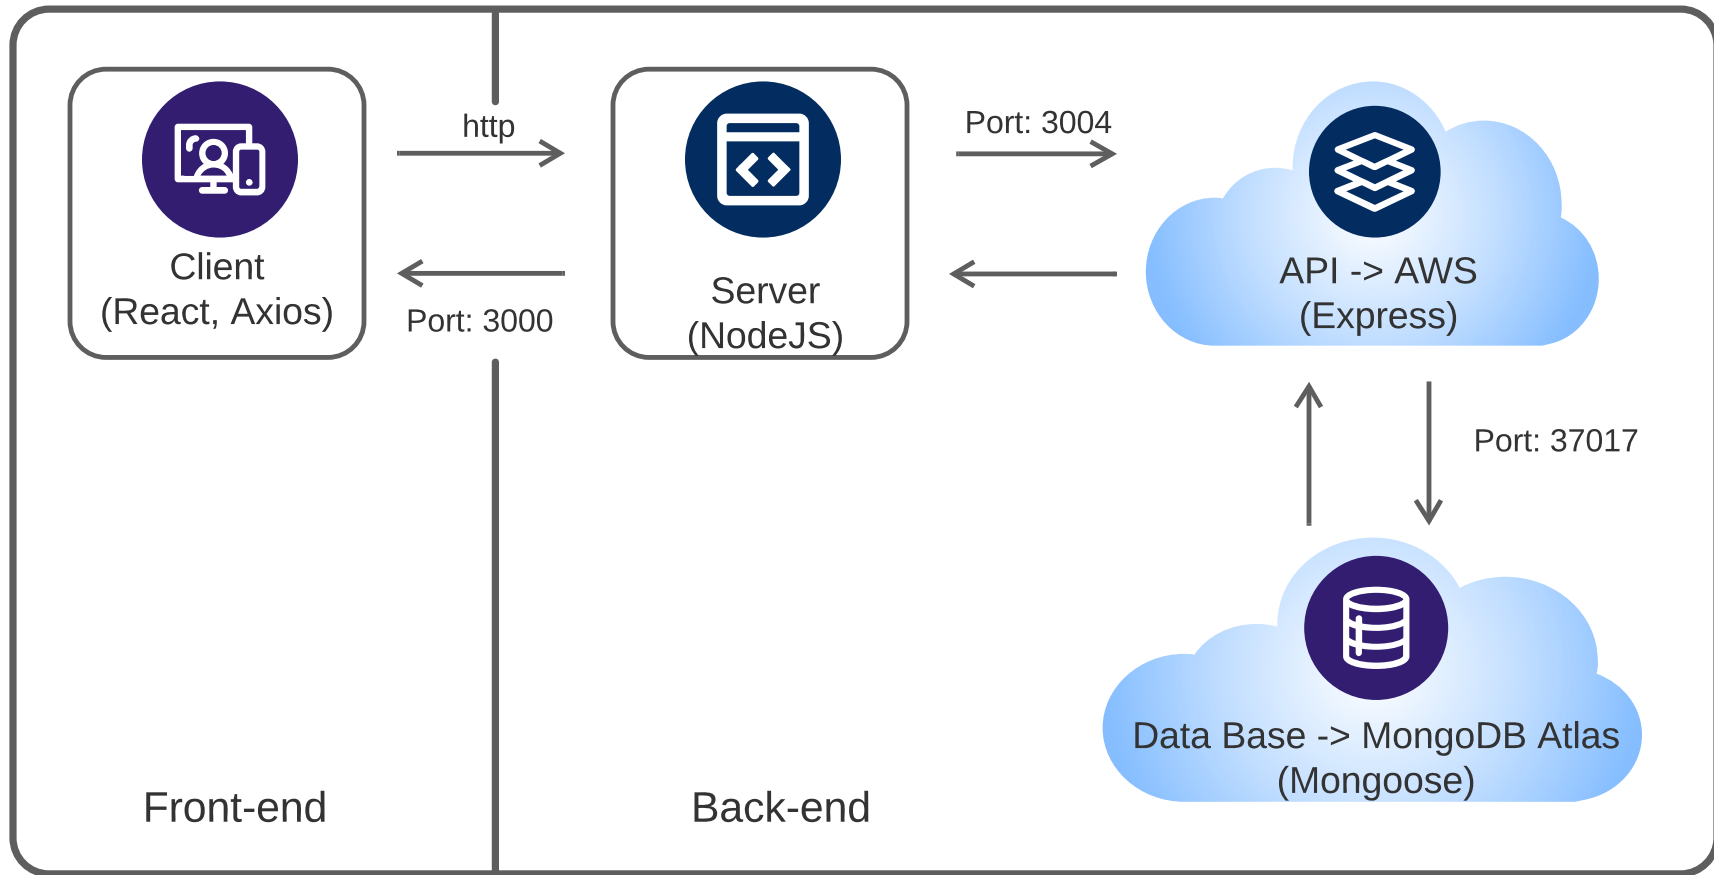 http
Port: 3004
Client
(React, Axios)
Port: 3000
Server
(NodeJS)
API -> AWS
(Express)
Port: 37017
Data Base -> MongoDB Atlas
(Mongoose)
Front-end
Back-end